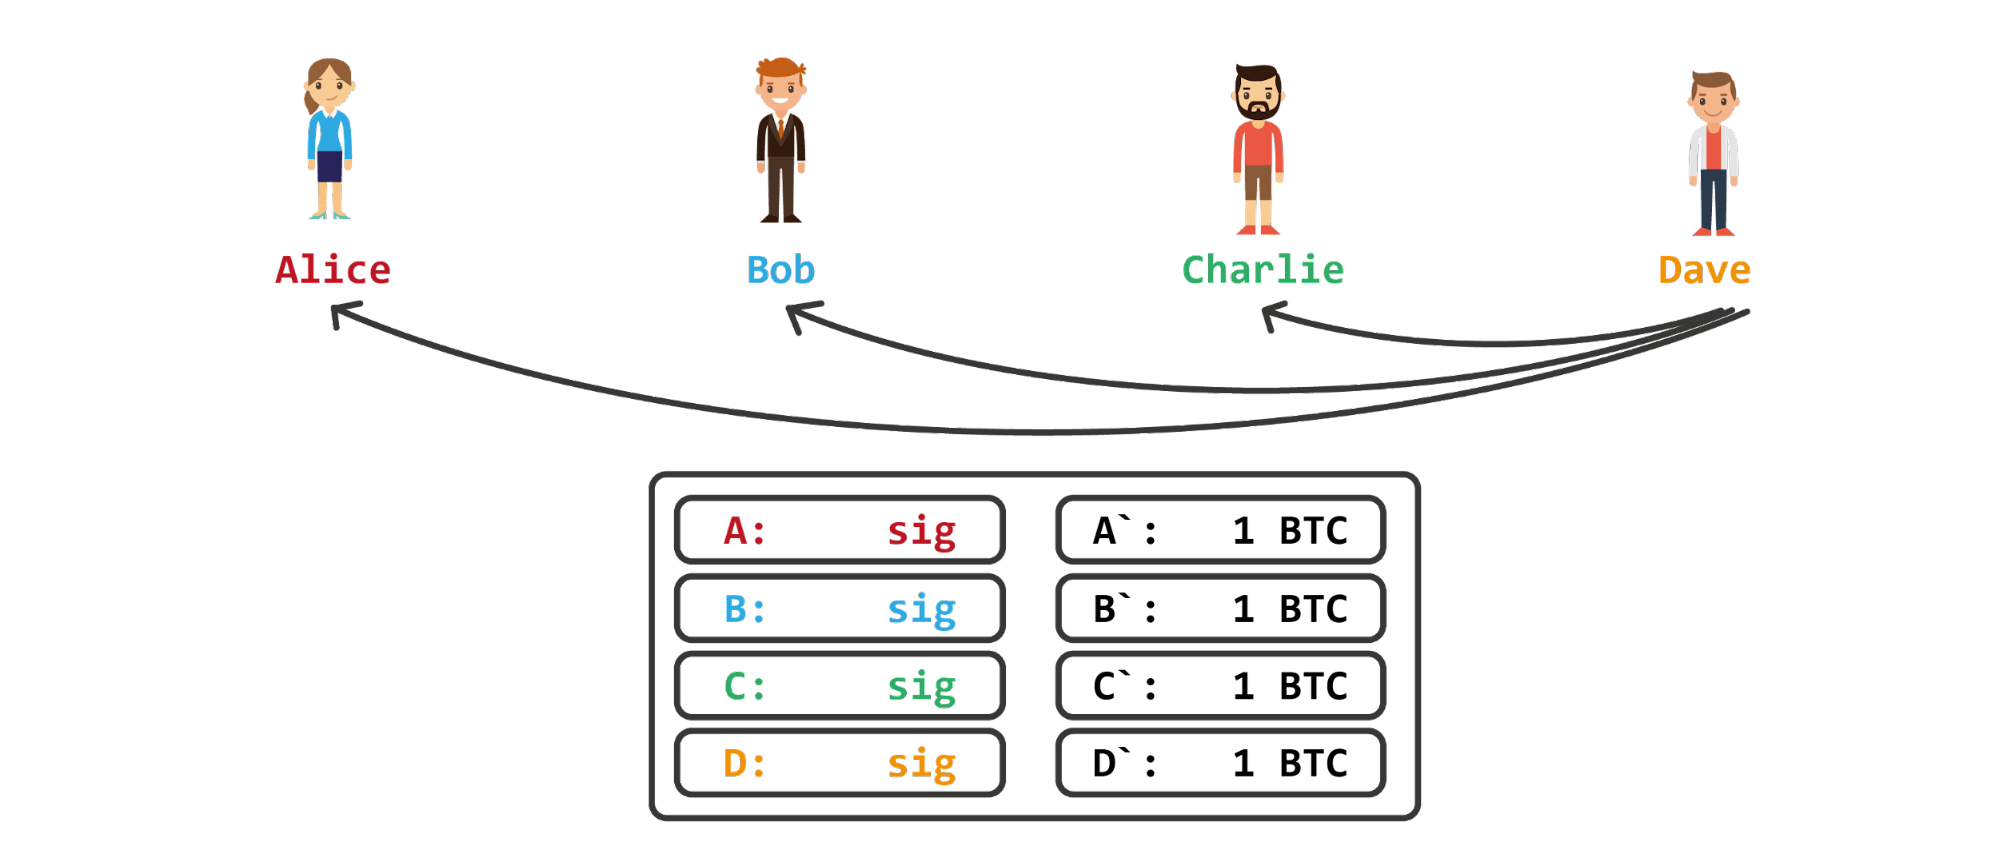 Alice Bob Charlie Dave
A: sig A`: 1 BTC
B: sig B`: 1 BTC
C: sig C`: 1 BTC
D: sig D`: 1 BTC